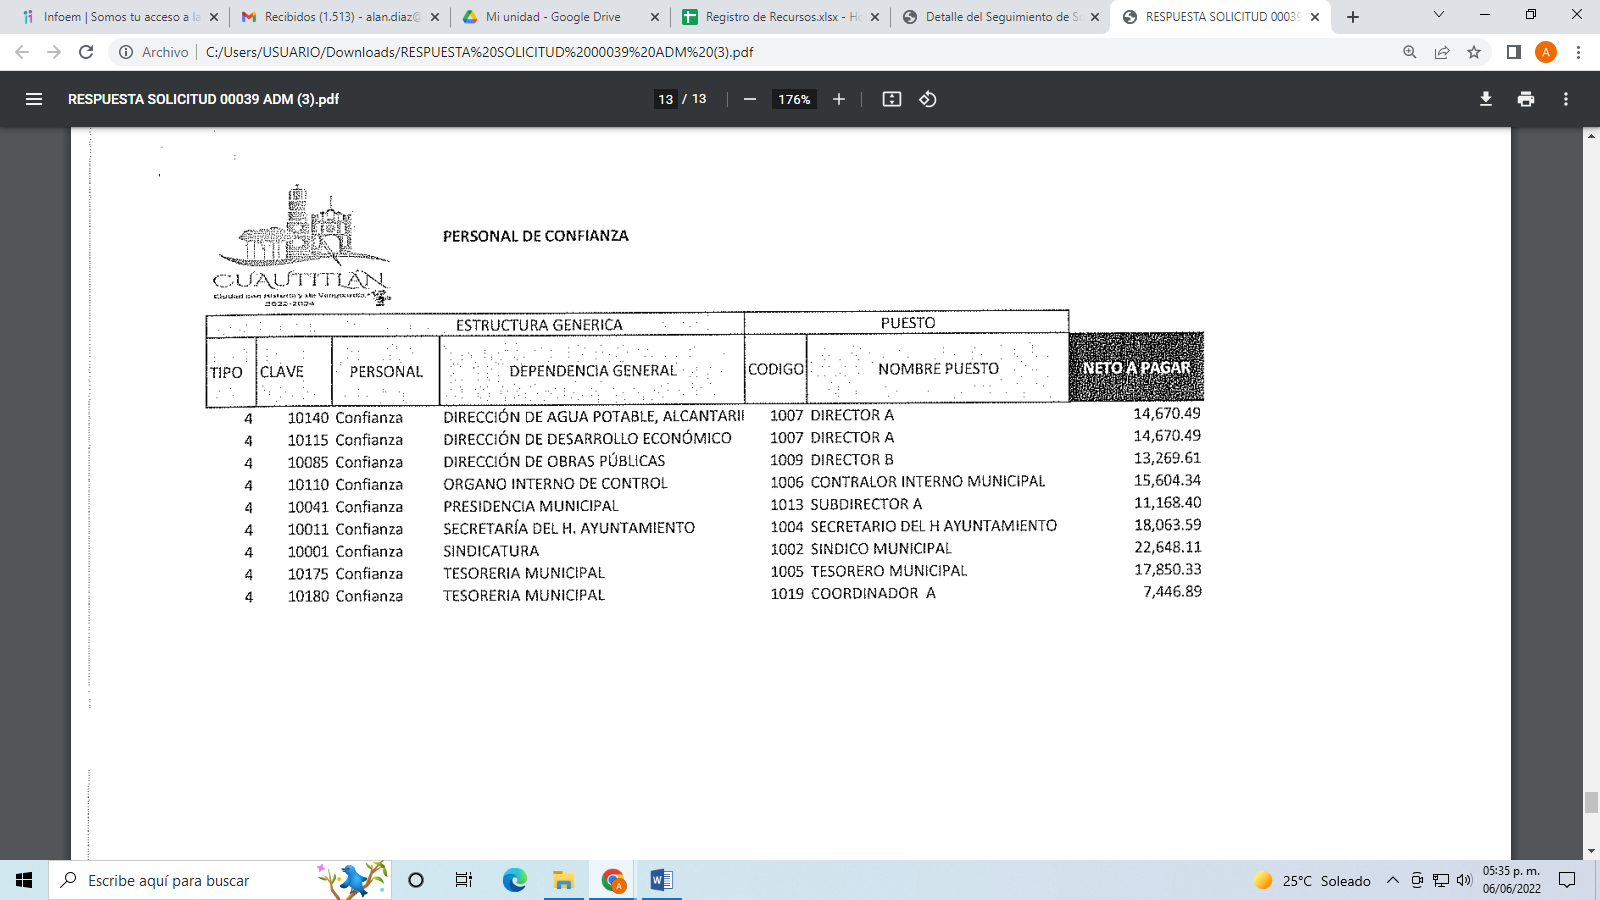 Infoem | Somos tu acceso a la
Recibidos (1.513) - alan.diaz@
Mi unidad - Google Drive
Registro de Recursos.xlsx - Ho
Detalle del Seguimiento de So
RESPUESTA SOLICITUD 00039
Archivo C:/Users/USUARIO/Downloads/RESPUESTA%20SOLICITUD%2000039%20ADM%20(3).pdf A
RESPUESTA SOLICITUD 00039 ADM (3).pdf 13 / 13 176%
PERSONAL DE CONFIANZA
CUAUTITLÁN
Ciudad con Historia y de Vanguardia
2022-2024
ESTRUCTURA GENERICA PUESTO
TIPO CLAVE PERSONAL DEPENDENCIA GENERAL CODIGO NOMBRE PUESTO NETO A PAGAR
4 10140 Confianza DIRECCIÓN DE AGUA POTABLE, ALCANTARII 1007 DIRECTOR A 14,670.49
4 10115 Confianza DIRECCIÓN DE DESARROLLO ECONÓMICO 1007 DIRECTOR A 14,670.49
4 10085 Confianza DIRECCIÓN DE OBRAS PÚBLICAS 1009 DIRECTOR B 13,269.61
4 10110 Confianza ORGANO INTERNO DE CONTROL 1006 CONTRALOR INTERNO MUNICIPAL 15,604.34
4 10041 Confianza PRESIDENCIA MUNICIPAL 1013 SUBDIRECTOR A 11,168.40
4 10011 Confianza SECRETARÍA DEL H. AYUNTAMIENTO 1004 SECRETARIO DEL H AYUNTAMIENTO 18,063.59
4 10001 Confianza SINDICATURA 1002 SINDICO MUNICIPAL 22,648.11
4 10175 Confianza TESORERIA MUNICIPAL 1005 TESORERO MUNICIPAL 17,850.33
4 10180 Confianza TESORERIA MUNICIPAL 1019 COORDINADOR A 7,446.89
Escribe aquí para buscar
25°C Soleado
05:35 p. m.
06/06/2022